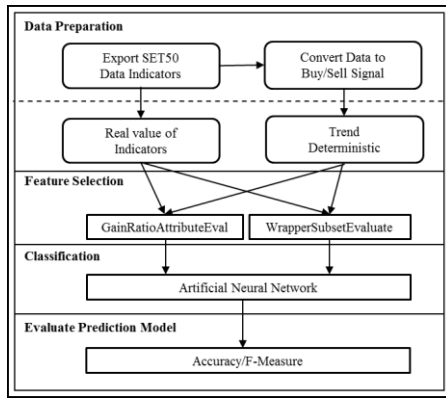 Data Preparation
Export SET50
Data Indicators
Convert Data to
Buy/Sell Signal
Real value of
Indicators
Trend
Deterministic
Feature Selection
GainRatioAttributeEval
WrapperSubsetEvaluate
Classification
Artificial Neural Network
Evaluate Prediction Model
Accuracy/F-Measure